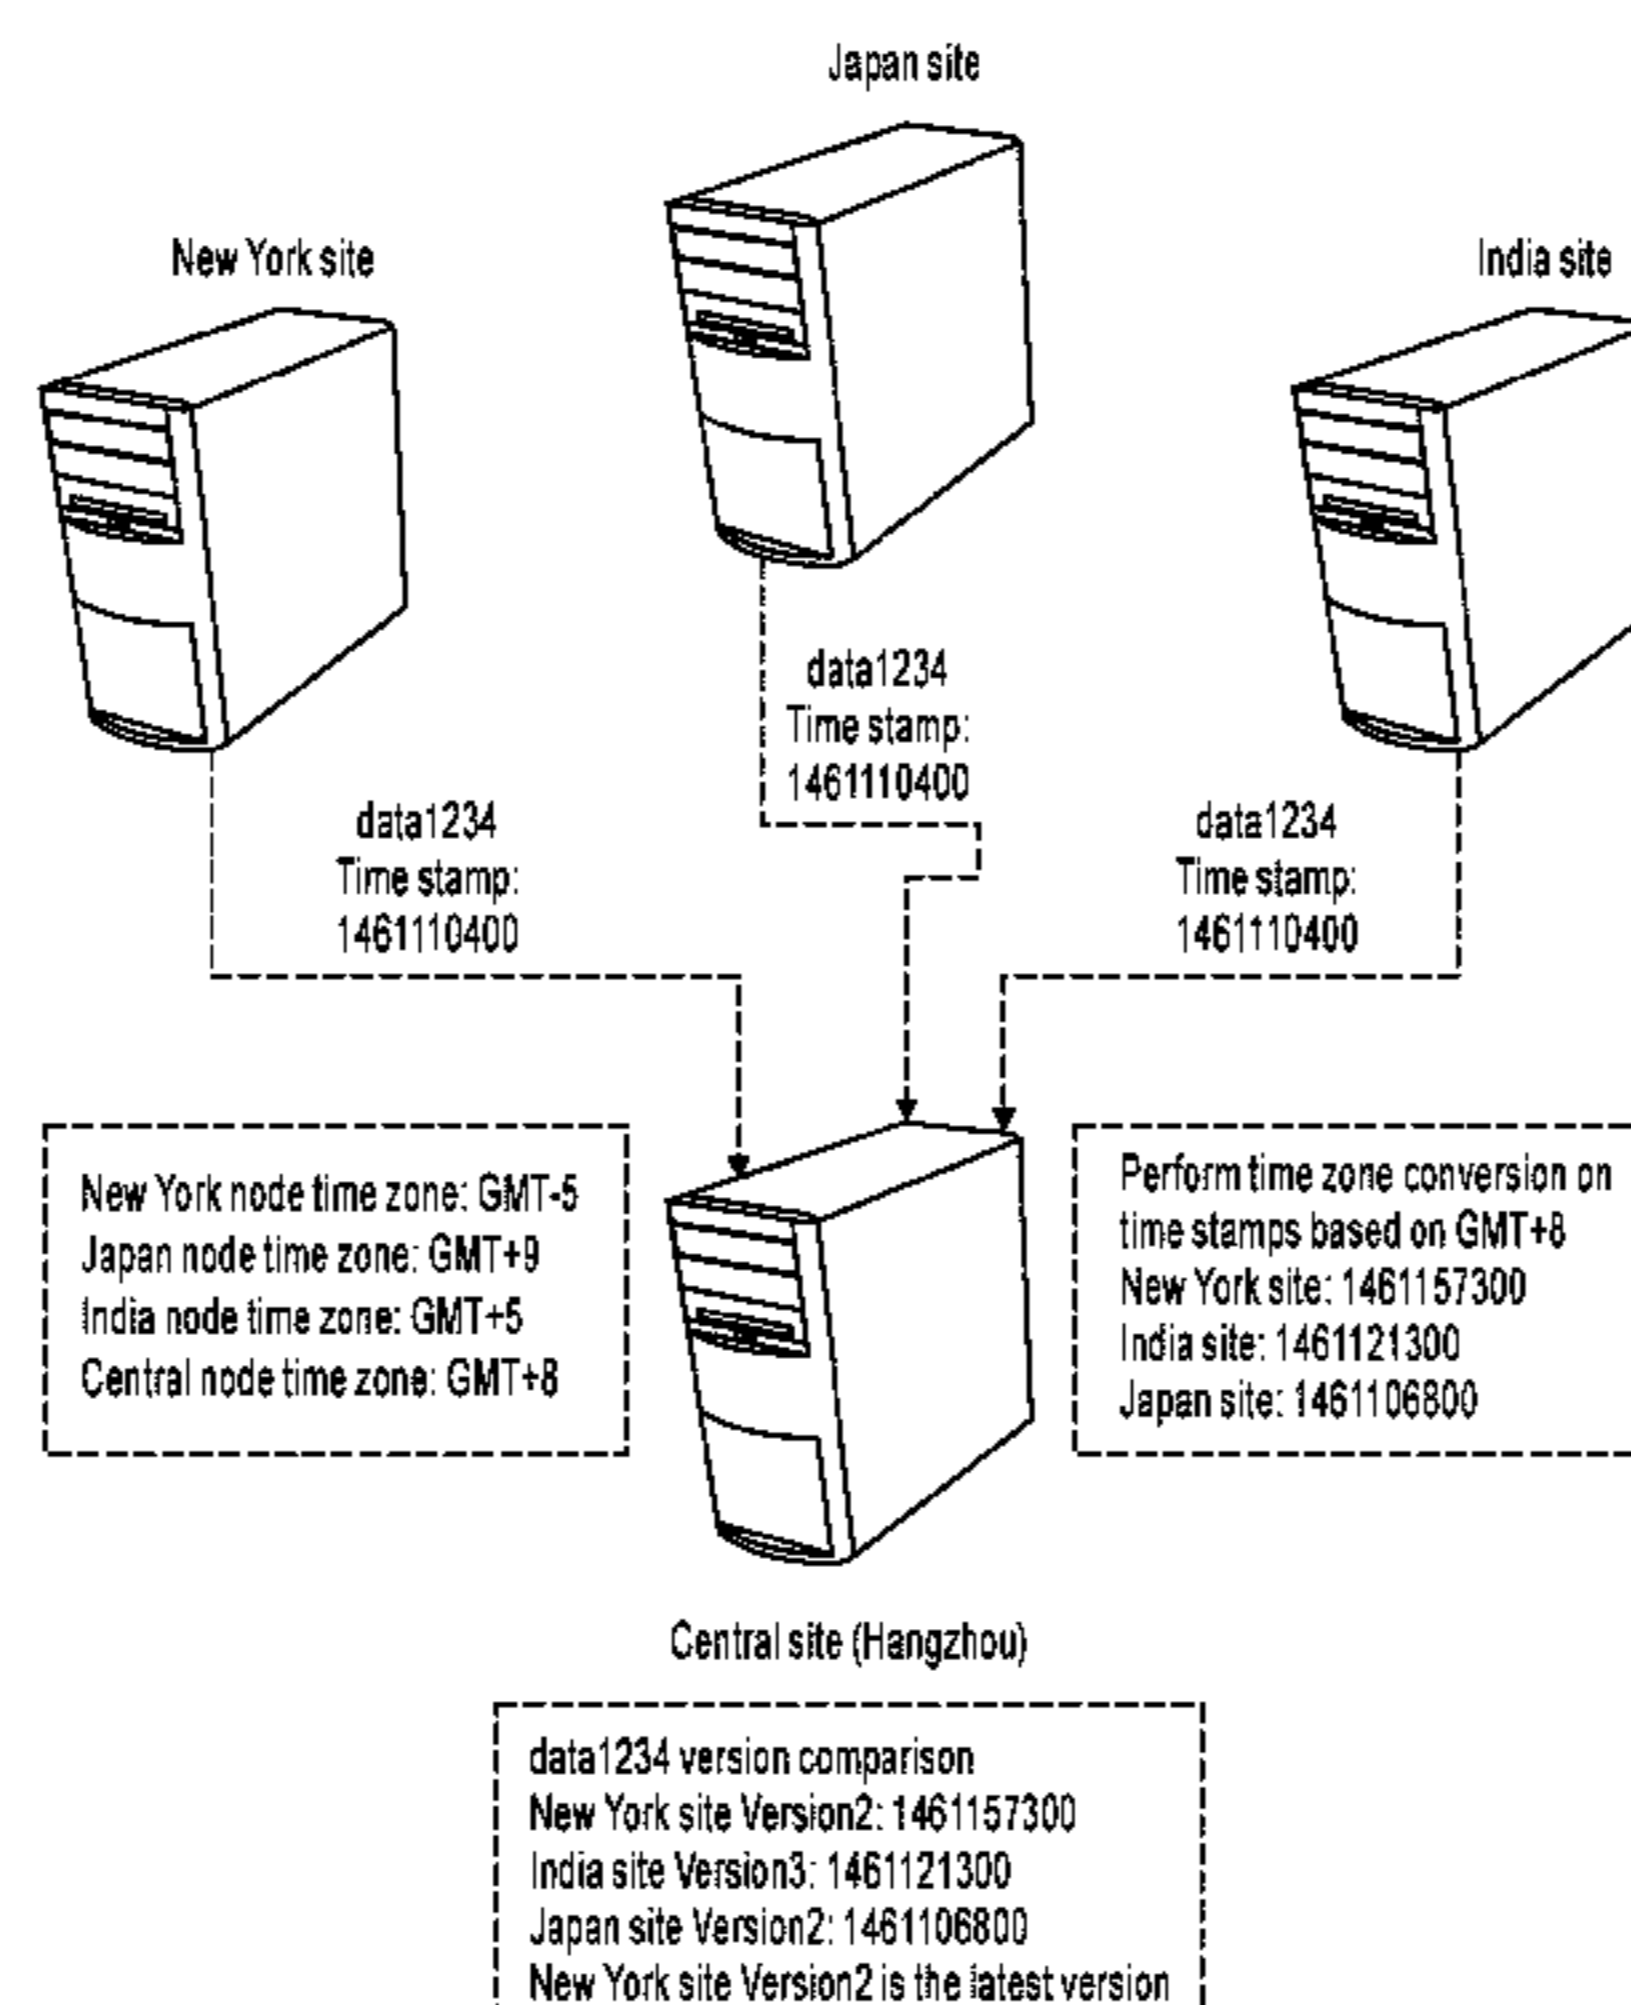 Japan site
New York site
India site
data1234
Time stamp:
1461110400
data1234
Time stamp:
1461110400
data1234
Time stamp:
1461110400
New York node time zone: GMT-5
Japan node time zone: GMT+9
India node time zone: GMT+5
Central node time zone: GMT+8
Perform time zone conversion on
time stamps based on GMT+8
New York site: 1461157300
India site: 1461121300
Japan site: 1461106800
Central site (Hangzhou)
data1234 version comparison
New York site Version2: 1461157300
India site Version3: 1461121300
Japan site Version2: 1461106800
New York site Version2 is the latest version